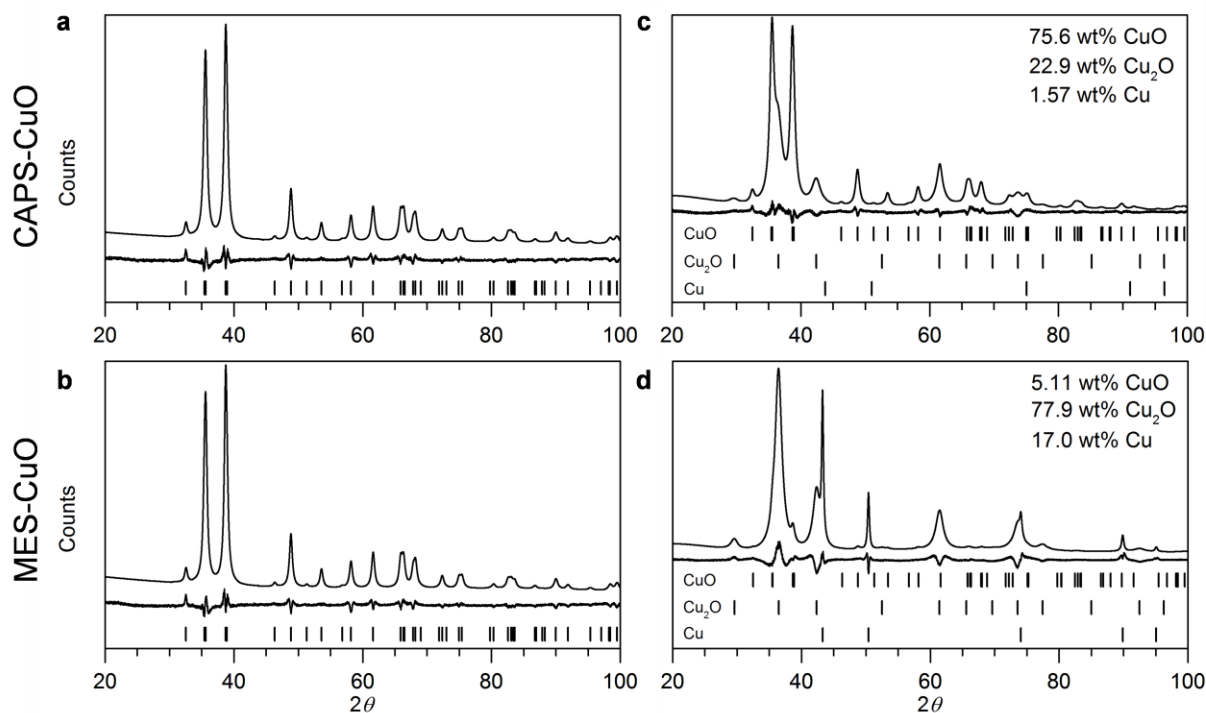 a
CAPS-CuO
Counts
20 40 60 80 100
c
75.6 wt% CuO
22.9 wt% Cu₂O
1.57 wt% Cu
CuO
Cu₂O
Cu
20 40 60 80 100
b
MES-CuO
Counts
20 40 60 80 100
2θ
d
5.11 wt% CuO
77.9 wt% Cu₂O
17.0 wt% Cu
CuO
Cu₂O
Cu
20 40 60 80 100
2θ